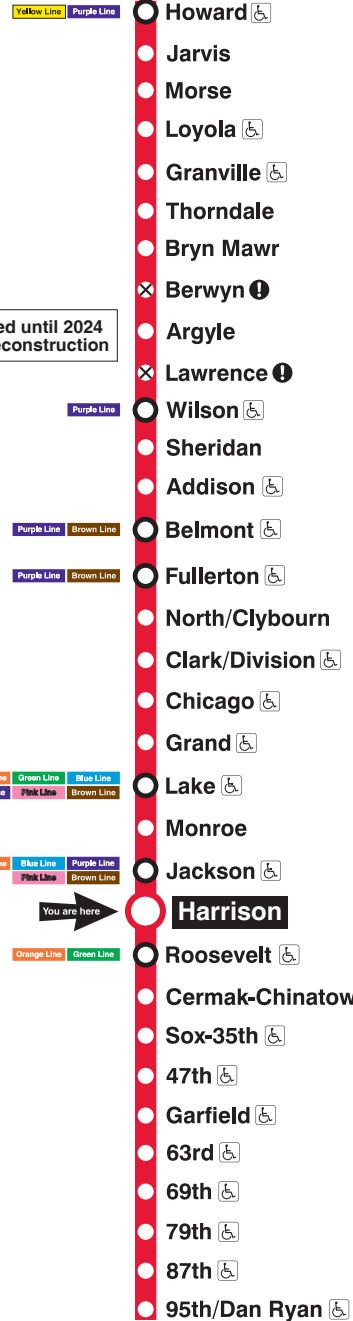 Yellow Line Purple Line Howard
Jarvis
Morse
Loyola
Granville
Thorndale
Bryn Mawr
Berwyn
until 2024
Argyle
Lawrence
Purple Line Wilson
Sheridan
Addison
Purple Line Brown Line Belmont
Purple Line Brown Line Fullerton
North/Clybourn
Clark/Division
Chicago
Grand
Green Line Blue Line
Pink Line Brown Line
Lake
Monroe
Blue Line Purple Line
Pink Line Brown Line
Jackson
You are here Harrison
Orange Line Green Line Roosevelt
Cermak-Chinatow
Sox-35th
47th
Garfield
63rd
69th
79th
87th
95th/Dan Ryan